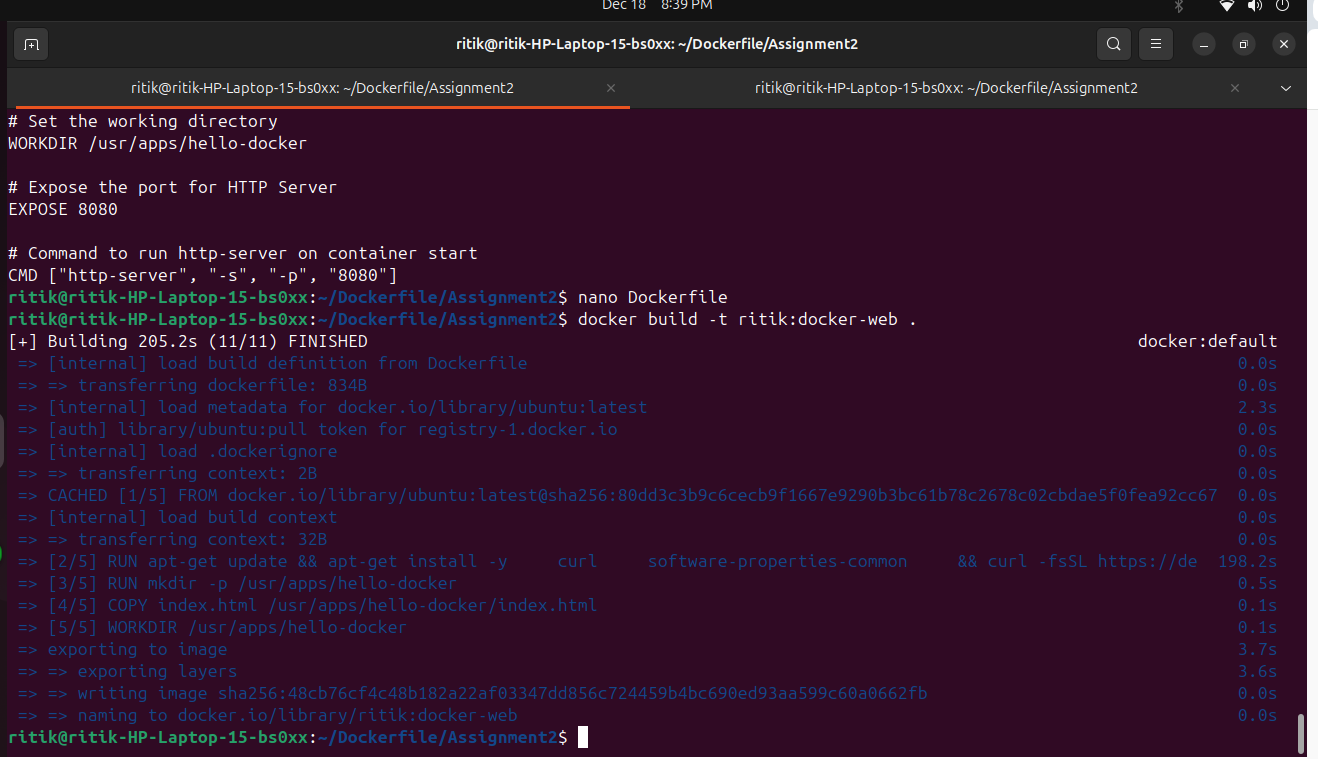 Dec 18 8:39 PM
ritik@ritik-HP-Laptop-15-bs0xx: ~/Dockerfile/Assignment2
ritik@ritik-HP-Laptop-15-bs0xx: ~/Dockerfile/Assignment2 ritik@ritik-HP-Laptop-15-bs0xx: ~/Dockerfile/Assignment2
# Set the working directory
WORKDIR /usr/apps/hello-docker
# Expose the port for HTTP Server
EXPOSE 8080
# Command to run http-server on container start
CMD ["http-server", "-s", "-p", "8080"]
ritik@ritik-HP-Laptop-15-bs0xx:~/Dockerfile/Assignment2$ nano Dockerfile
ritik@ritik-HP-Laptop-15-bs0xx:~/Dockerfile/Assignment2$ docker build -t ritik:docker-web .
[+] Building 205.2s (11/11) FINISHED docker:default
=> [internal] load build definition from Dockerfile 0.0s
=> => transferring dockerfile: 834B 0.0s
=> [internal] load metadata for docker.io/library/ubuntu:latest 2.3s
=> [auth] library/ubuntu:pull token for registry-1.docker.io 0.0s
=> [internal] load .dockerignore 0.0s
=> => transferring context: 2B 0.0s
=> CACHED [1/5] FROM docker.io/library/ubuntu:latest@sha256:80dd3c3b9c6cecb9f1667e9290b3bc61b78c2678c02cbdae5f0fea92cc67 0.0s
=> [internal] load build context 0.0s
=> => transferring context: 32B 0.0s
=> [2/5] RUN apt-get update && apt-get install -y curl software-properties-common && curl -fsSL https://de 198.2s
=> [3/5] RUN mkdir -p /usr/apps/hello-docker 0.5s
=> [4/5] COPY index.html /usr/apps/hello-docker/index.html 0.1s
=> [5/5] WORKDIR /usr/apps/hello-docker 0.1s
=> exporting to image 3.7s
=> => exporting layers 3.6s
=> => writing image sha256:48cb76cf4c48b182a22af03347dd856c724459b4bc690ed93aa599c60a0662fb 0.0s
=> => naming to docker.io/library/ritik:docker-web 0.0s
ritik@ritik-HP-Laptop-15-bs0xx:~/Dockerfile/Assignment2$